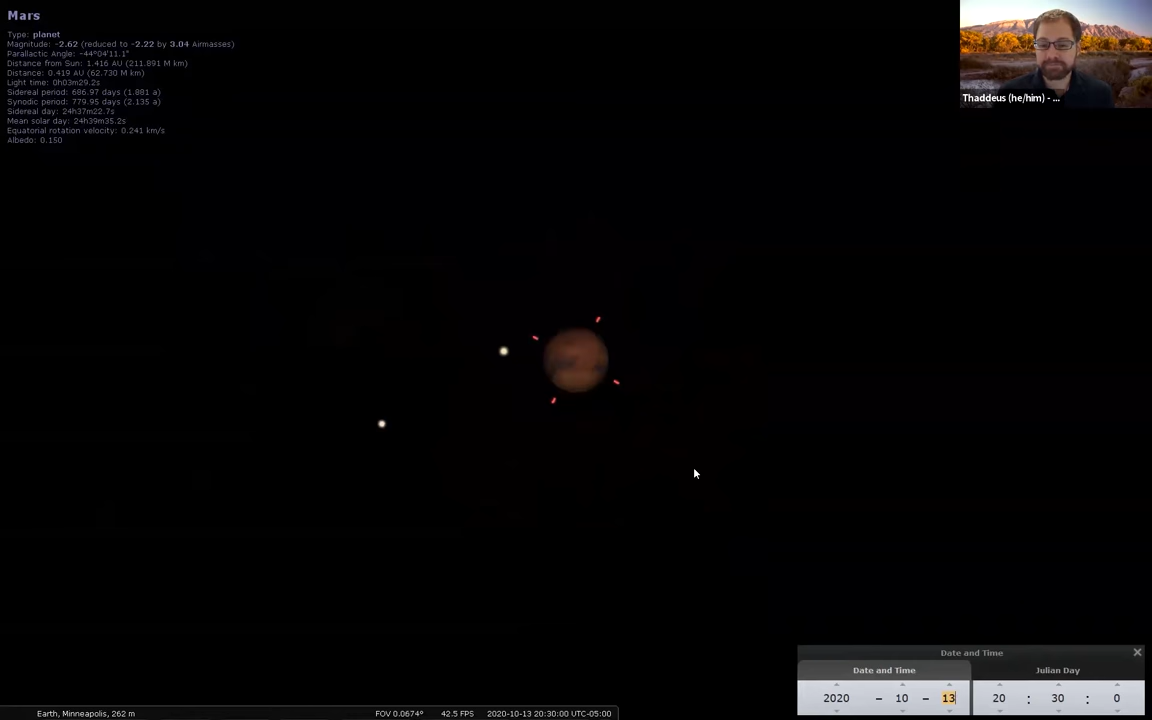 Mars
Type: planet
Magnitude: -2.62 (reduced to -2.22 by 3.04 Airmasses)
Parallactic Angle: -44°04'11.1"
Distance from Sun: 1.416 AU (211.891 M km)
Distance: 0.419 AU (62.730 M km)
Light time: 0h03m29.2s
Sidereal period: 686.97 days (1.881 a)
Synodic period: 779.95 days (2.135 a)
Sidereal day: 24h37m22.7s
Mean solar day: 24h39m35.2s
Equatorial rotation velocity: 0.241 km/s
Albedo: 0.150
Thaddeus (he/him) - ...
Date and Time
Date and Time Julian Day
2020 - 10 - 13 20 : 30 : 0
Earth, Minneapolis, 262 m FOV 0.0674° 42.5 FPS 2020-10-13 20:30:00 UTC-05:00